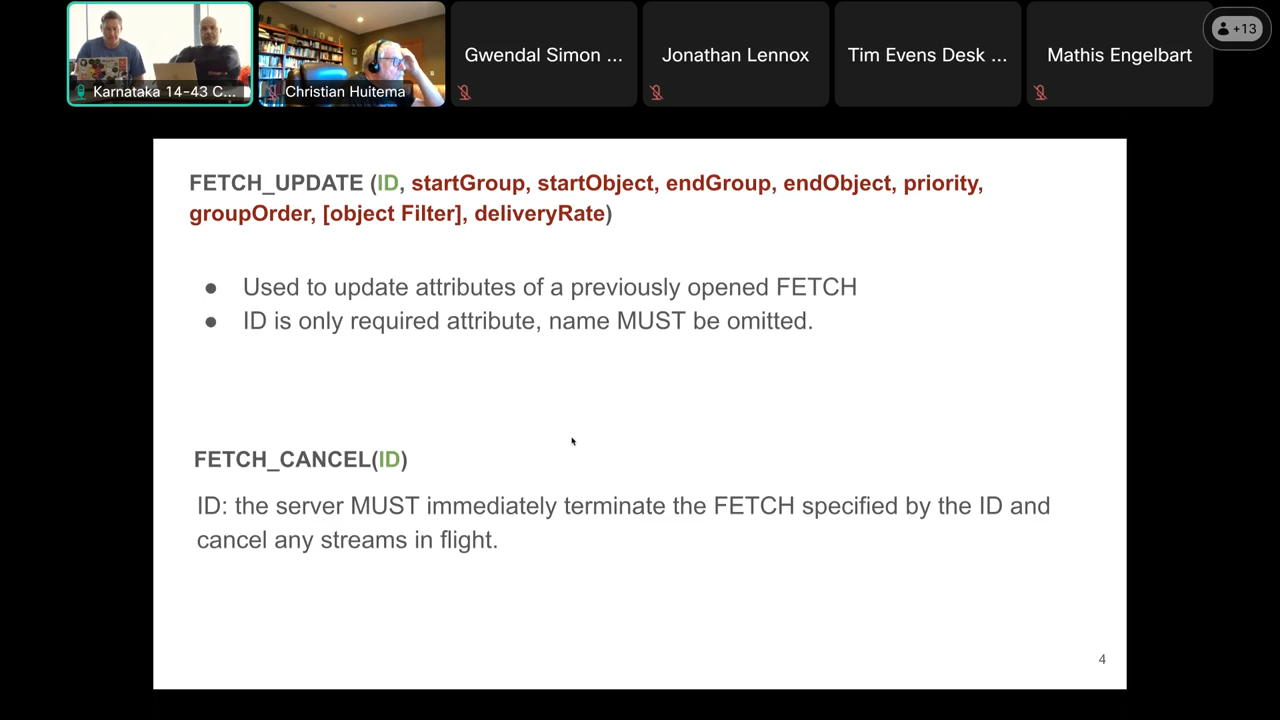 Karnataka 14-43 C...
Christian Huitema
Gwendal Simon ...
Jonathan Lennox
Tim Evens Desk ...
Mathis Engelbart
+13
FETCH_UPDATE (ID, startGroup, startObject, endGroup, endObject, priority,
groupOrder, [object Filter], deliveryRate)
● Used to update attributes of a previously opened FETCH
● ID is only required attribute, name MUST be omitted.
FETCH_CANCEL(ID)
ID: the server MUST immediately terminate the FETCH specified by the ID and
cancel any streams in flight.
4